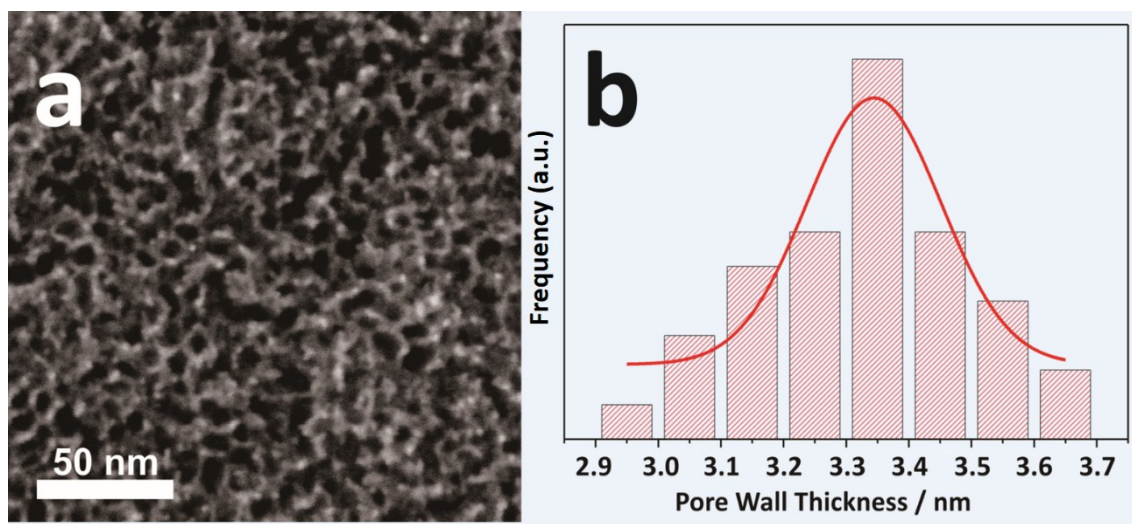 a
50 nm
b
Frequency (a.u.)
2.9 3.0 3.1 3.2 3.3 3.4 3.5 3.6 3.7
Pore Wall Thickness / nm